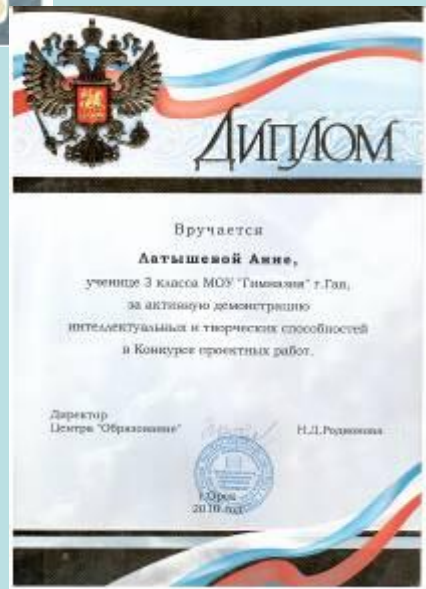 ДИПЛОМ
Вручается
Латышевой Анне,
ученице 3 класса МОУ "Гимназия" г.Гая,
за активную демонстрацию
интеллектуальных и творческих способностей
в Конкурсе проектных работ.
Директор
Центра "Образование"
Н.Д.Родионова
г.Орск
2010 год